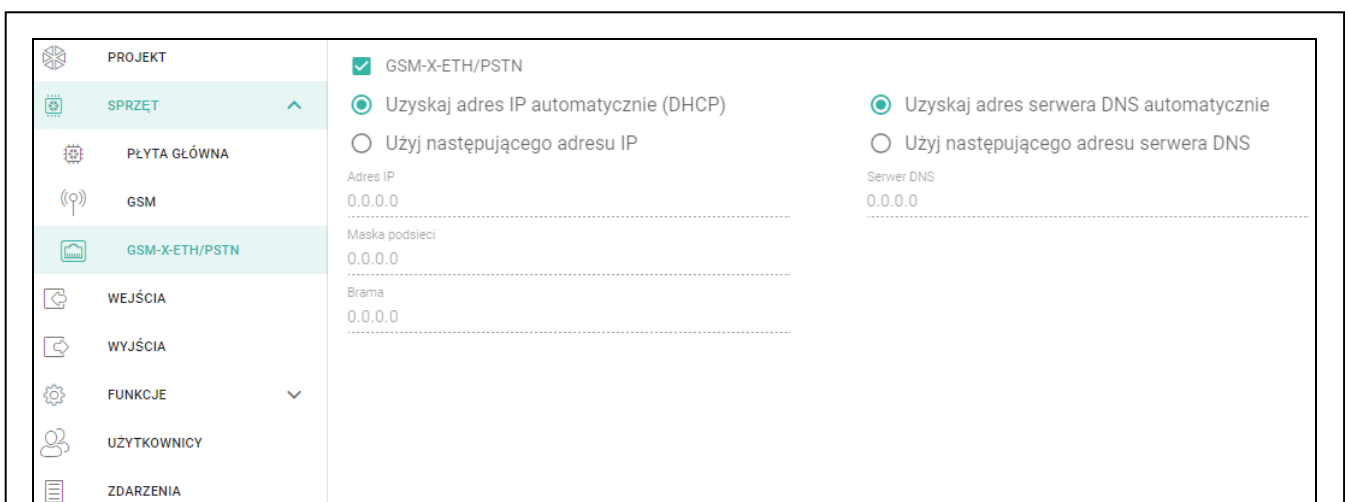 PROJEKT
SPRZĘT
PŁYTA GŁÓWNA
GSM
GSM-X-ETH/PSTN
WEJŚCIA
WYJŚCIA
FUNKCJE
UŻYTKOWNICY
ZDARZENIA
GSM-X-ETH/PSTN
Uzyskaj adres IP automatycznie (DHCP)
Użyj następującego adresu IP
Adres IP
0.0.0.0
Maska podsieci
0.0.0.0
Brama
0.0.0.0
Uzyskaj adres serwera DNS automatycznie
Użyj następującego adresu serwera DNS
Serwer DNS
0.0.0.0